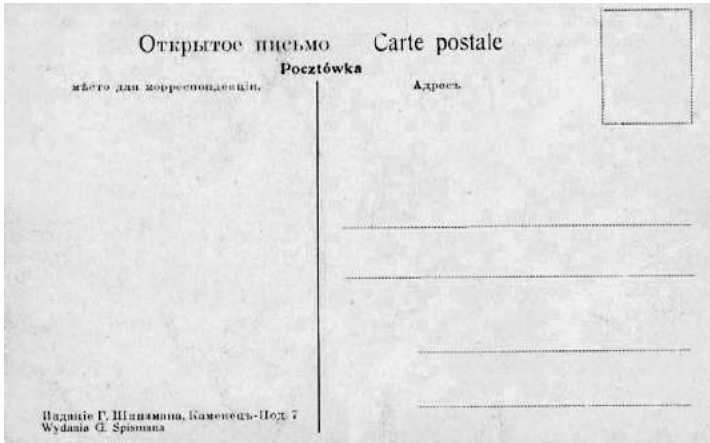 Открытое письмо Carte postale
Pocztówka
мѣсто для корреспонденціи.
Адресъ
Изданіе Г. Шпизмана, Каменецъ-Под. 7
Wydania G. Spismana